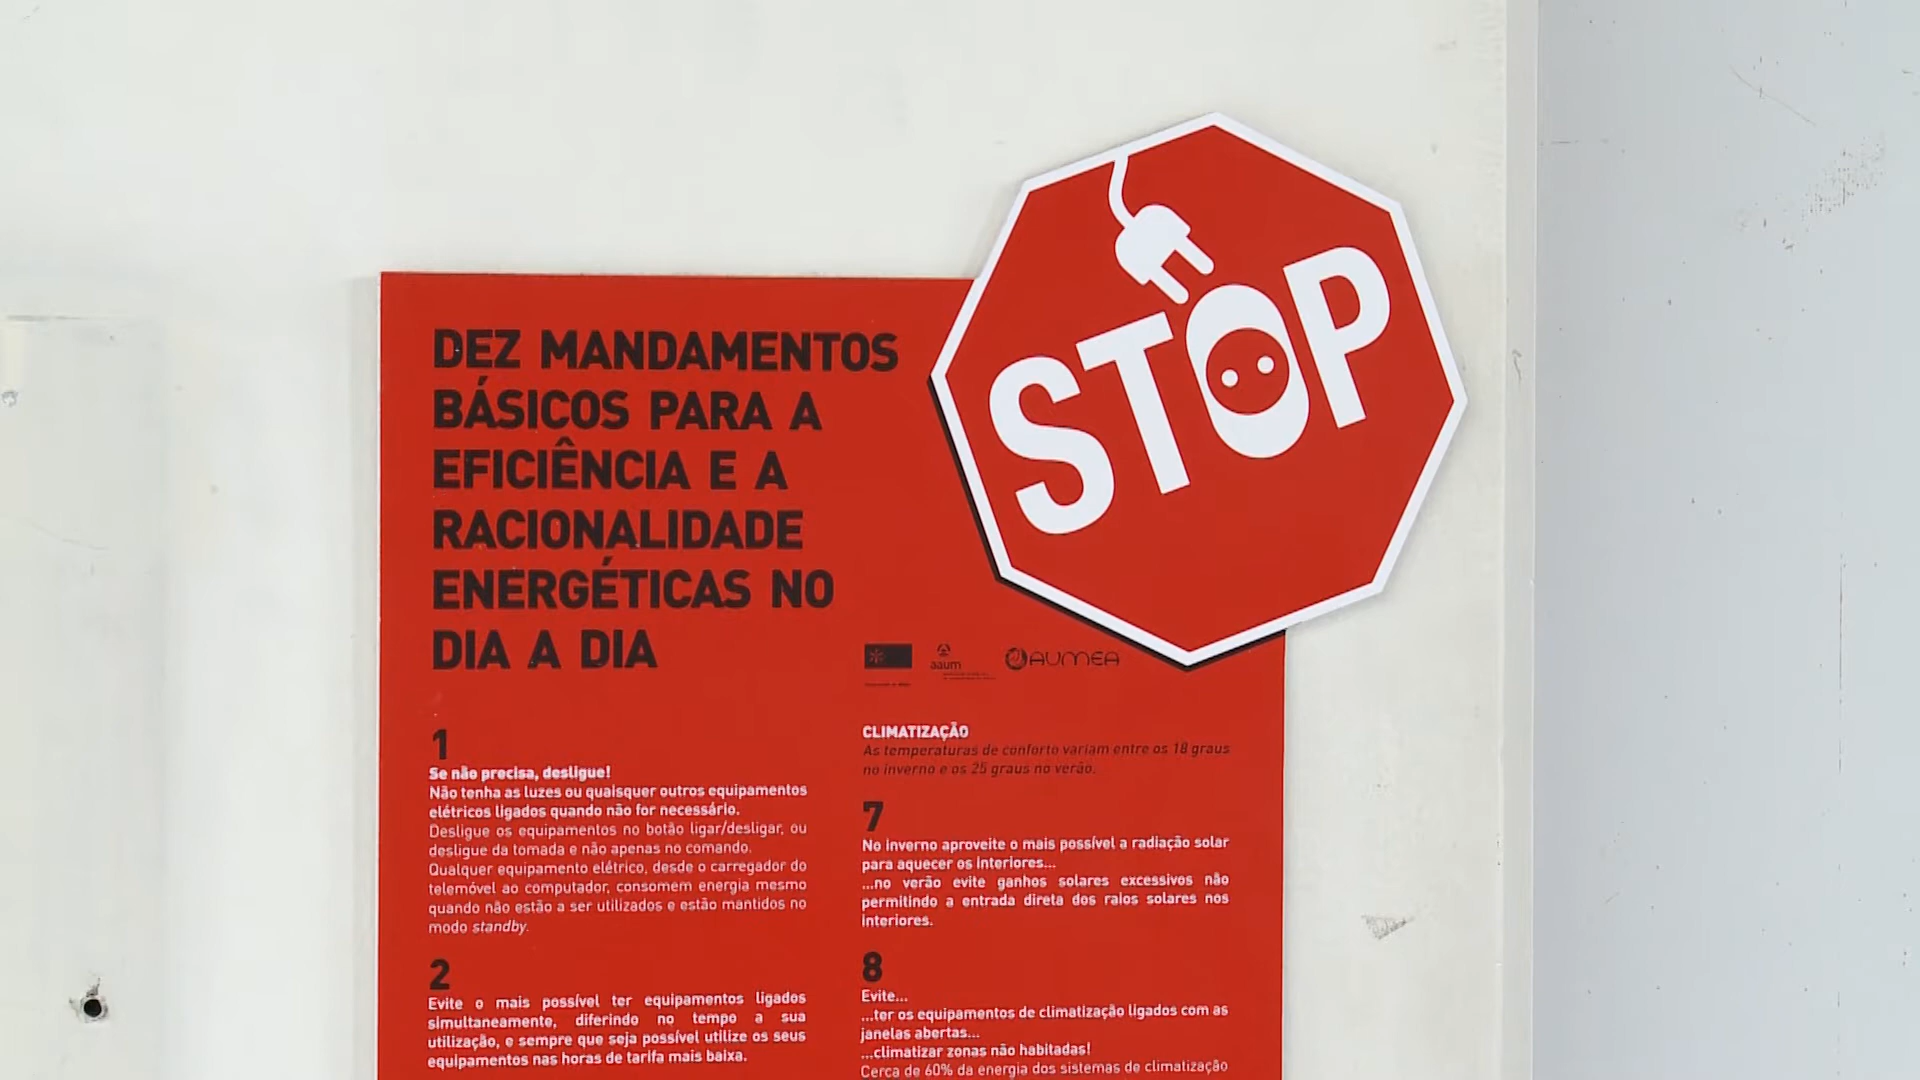 STOP
DEZ MANDAMENTOS
BÁSICOS PARA A
EFICIÊNCIA E A
RACIONALIDADE
ENERGÉTICAS NO
DIA A DIA
aaum
AUMEA
1
Se não precisa, desligue!
Não tenha as luzes ou quaisquer outros equipamentos
elétricos ligados quando não for necessário.
Desligue os equipamentos no botão ligar/desligar, ou
desligue da tomada e não apenas no comando.
Qualquer equipamento elétrico, desde o carregador do
telemóvel ao computador, consomem energia mesmo
quando não estão a ser utilizados e estão mantidos no
modo standby.
2
Evite o mais possível ter equipamentos ligados
simultaneamente, diferindo no tempo a sua
utilização, e sempre que seja possível utilize os seus
equipamentos nas horas de tarifa mais baixa.
CLIMATIZAÇÃO
As temperaturas de conforto variam entre os 18 graus
no inverno e os 25 graus no verão.
7
No inverno aproveite o mais possível a radiação solar
para aquecer os interiores...
...no verão evite ganhos solares excessivos não
permitindo a entrada direta dos raios solares nos
interiores.
8
Evite...
...ter os equipamentos de climatização ligados com as
janelas abertas...
...climatizar zonas não habitadas!
Cerca de 60% da energia dos sistemas de climatização